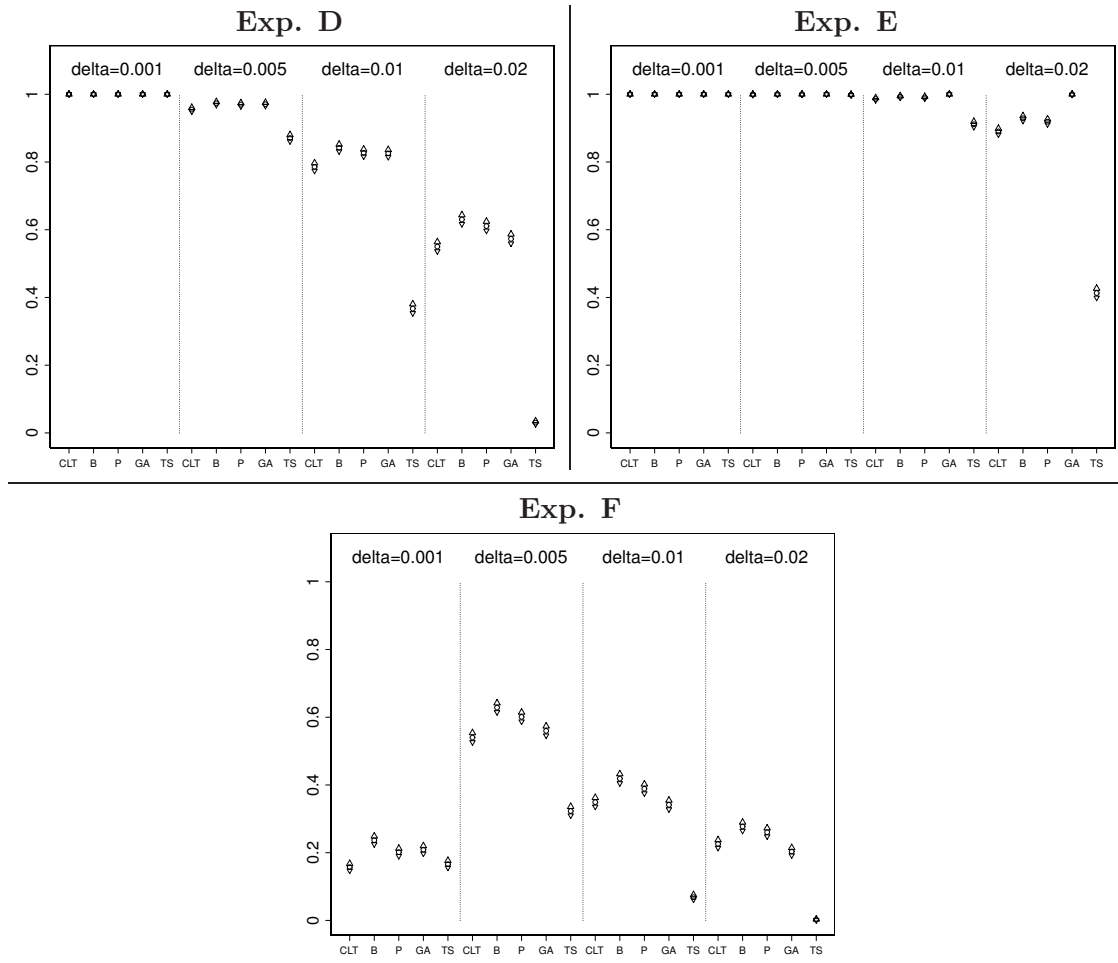 Exp. D
delta=0.001 delta=0.005 delta=0.01 delta=0.02
1
0.8
0.6
0.4
0.2
0
CLT B P GA TS CLT B P GA TS CLT B P GA TS CLT B P GA TS
Exp. E
delta=0.001 delta=0.005 delta=0.01 delta=0.02
1
0.8
0.6
0.4
0.2
0
CLT B P GA TS CLT B P GA TS CLT B P GA TS CLT B P GA TS
Exp. F
delta=0.001 delta=0.005 delta=0.01 delta=0.02
1
0.8
0.6
0.4
0.2
0
CLT B P GA TS CLT B P GA TS CLT B P GA TS CLT B P GA TS